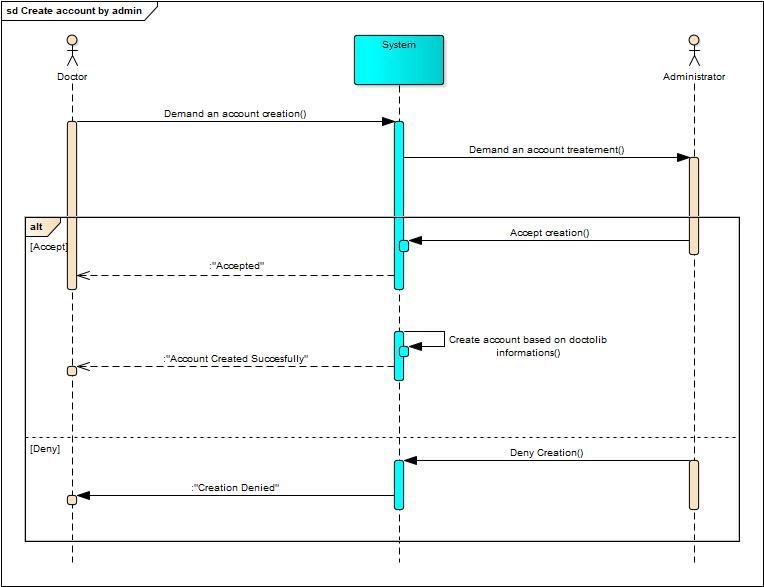 sd Create account by admin
System
Doctor
Administrator
Demand an account creation()
Demand an account treatement()
alt
[Accept]
Accept creation()
:"Accepted"
Create account based on doctolib
informations()
:"Account Created Succesfully"
[Deny]
Deny Creation()
:"Creation Denied"